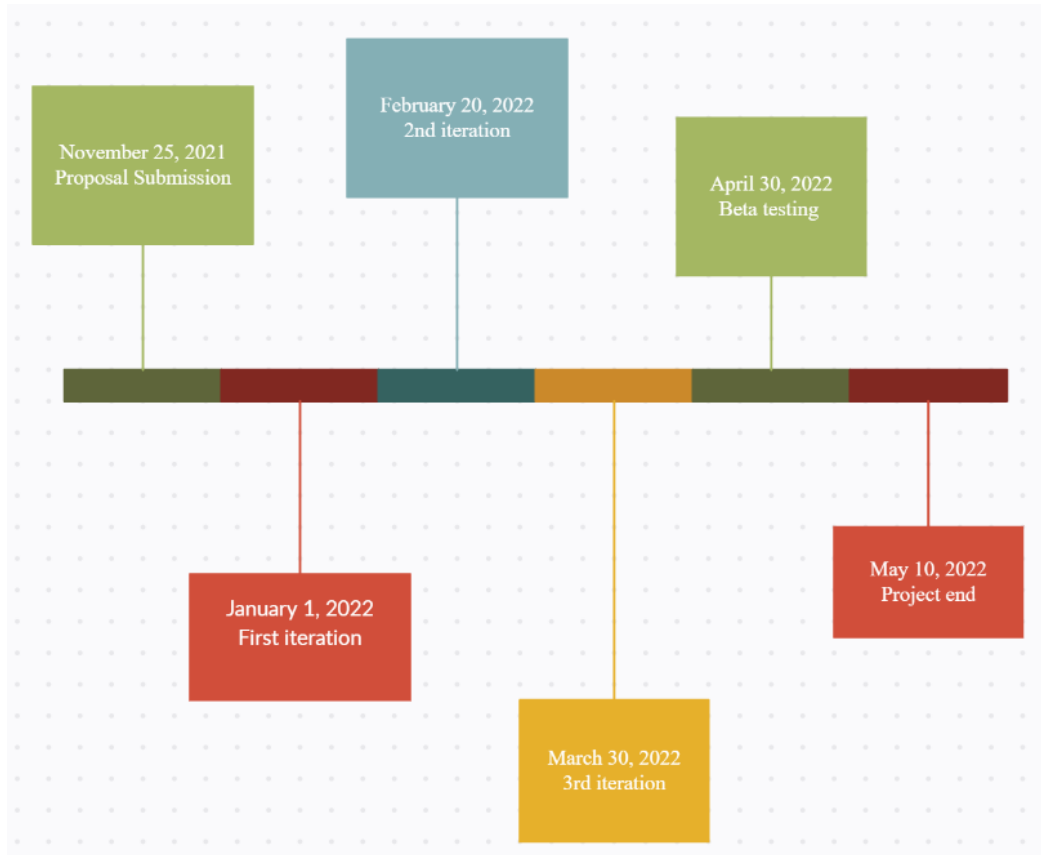 November 25, 2021
Proposal Submission
January 1, 2022
First iteration
February 20, 2022
2nd iteration
March 30, 2022
3rd iteration
April 30, 2022
Beta testing
May 10, 2022
Project end